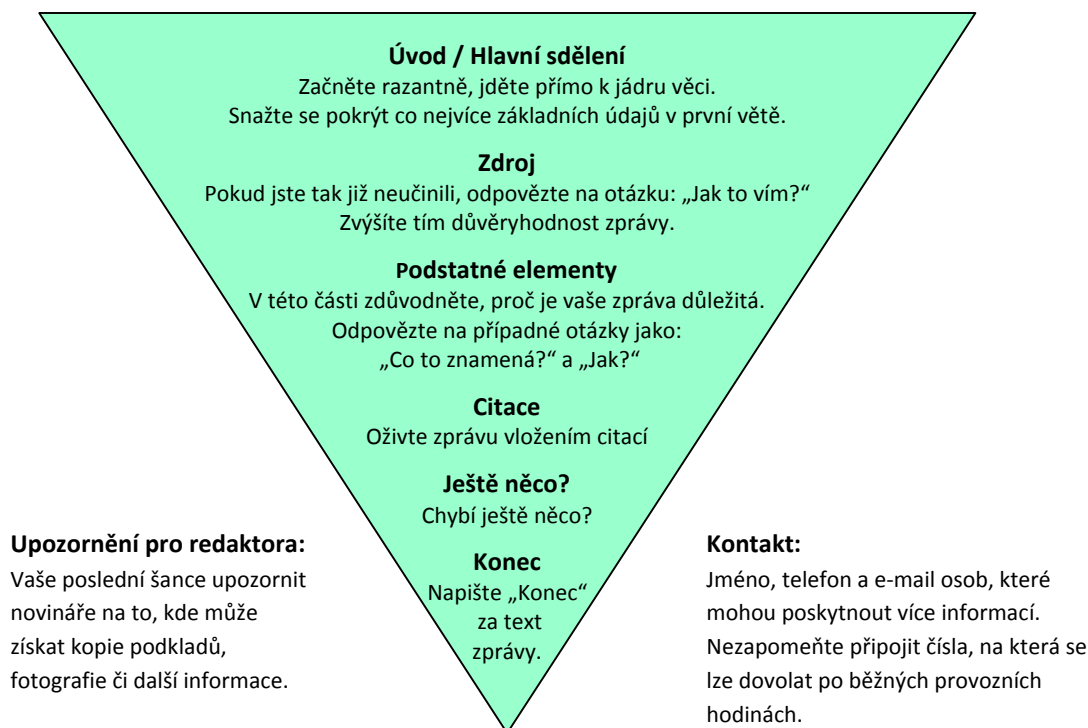 Úvod / Hlavní sdělení
Začněte razantně, jděte přímo k jádru věci.
Snažte se pokrýt co nejvíce základních údajů v první větě.
Zdroj
Pokud jste tak již neučinili, odpovězte na otázku: „Jak to vím?“
Zvýšíte tím důvěryhodnost zprávy.
Podstatné elementy
V této části zdůvodněte, proč je vaše zpráva důležitá.
Odpovězte na případné otázky jako:
„Co to znamená?“ a „Jak?“
Citace
Oživte zprávu vložením citací
Ještě něco?
Chybí ještě něco?
Konec
Napište „Konec“
za text
zprávy.
Upozornění pro redaktora:
Vaše poslední šance upozornit
novináře na to, kde může
získat kopie podkladů,
fotografie či další informace.
Kontakt:
Jméno, telefon a e-mail osob, které
mohou poskytnout více informací.
Nezapomeňte připojit čísla, na která se
lze dovolat po běžných provozních
hodinách.